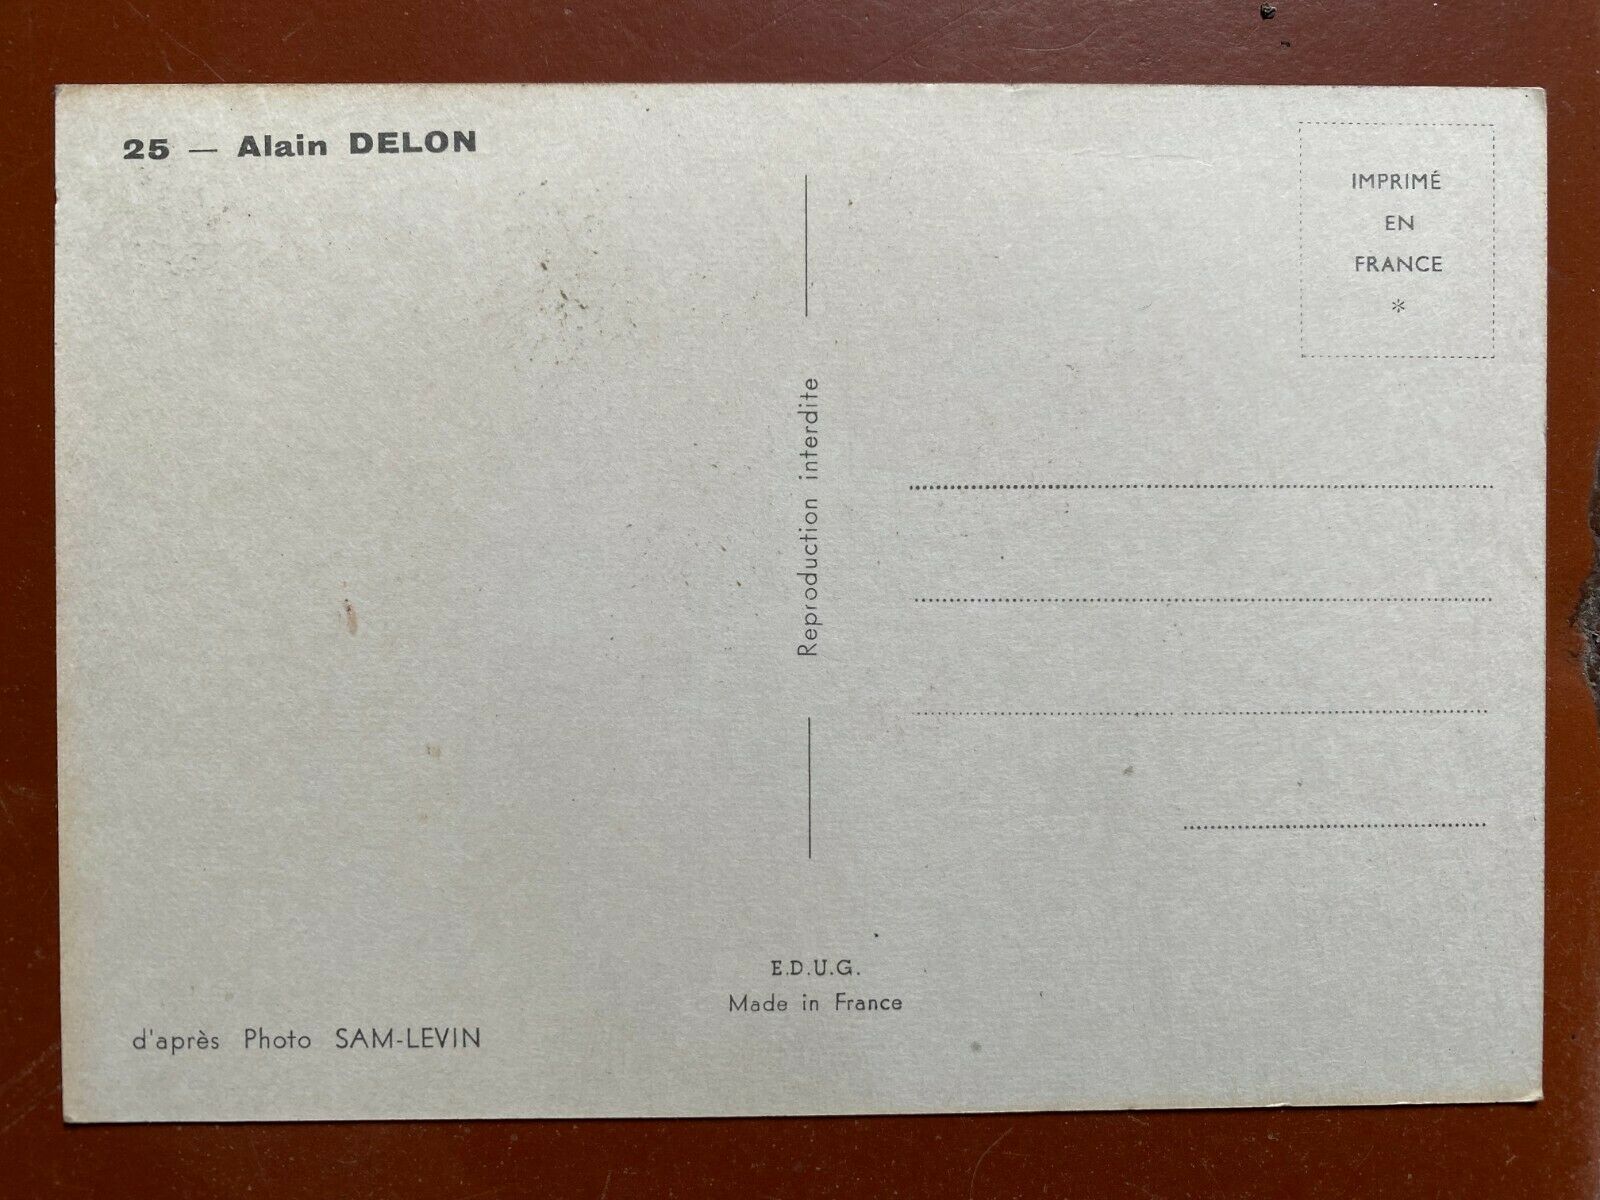 25 — Alain DELON
IMPRIMÉ
EN
FRANCE
*
Reproduction interdite
E.D.U.G.
Made in France
d'après Photo SAM-LEVIN